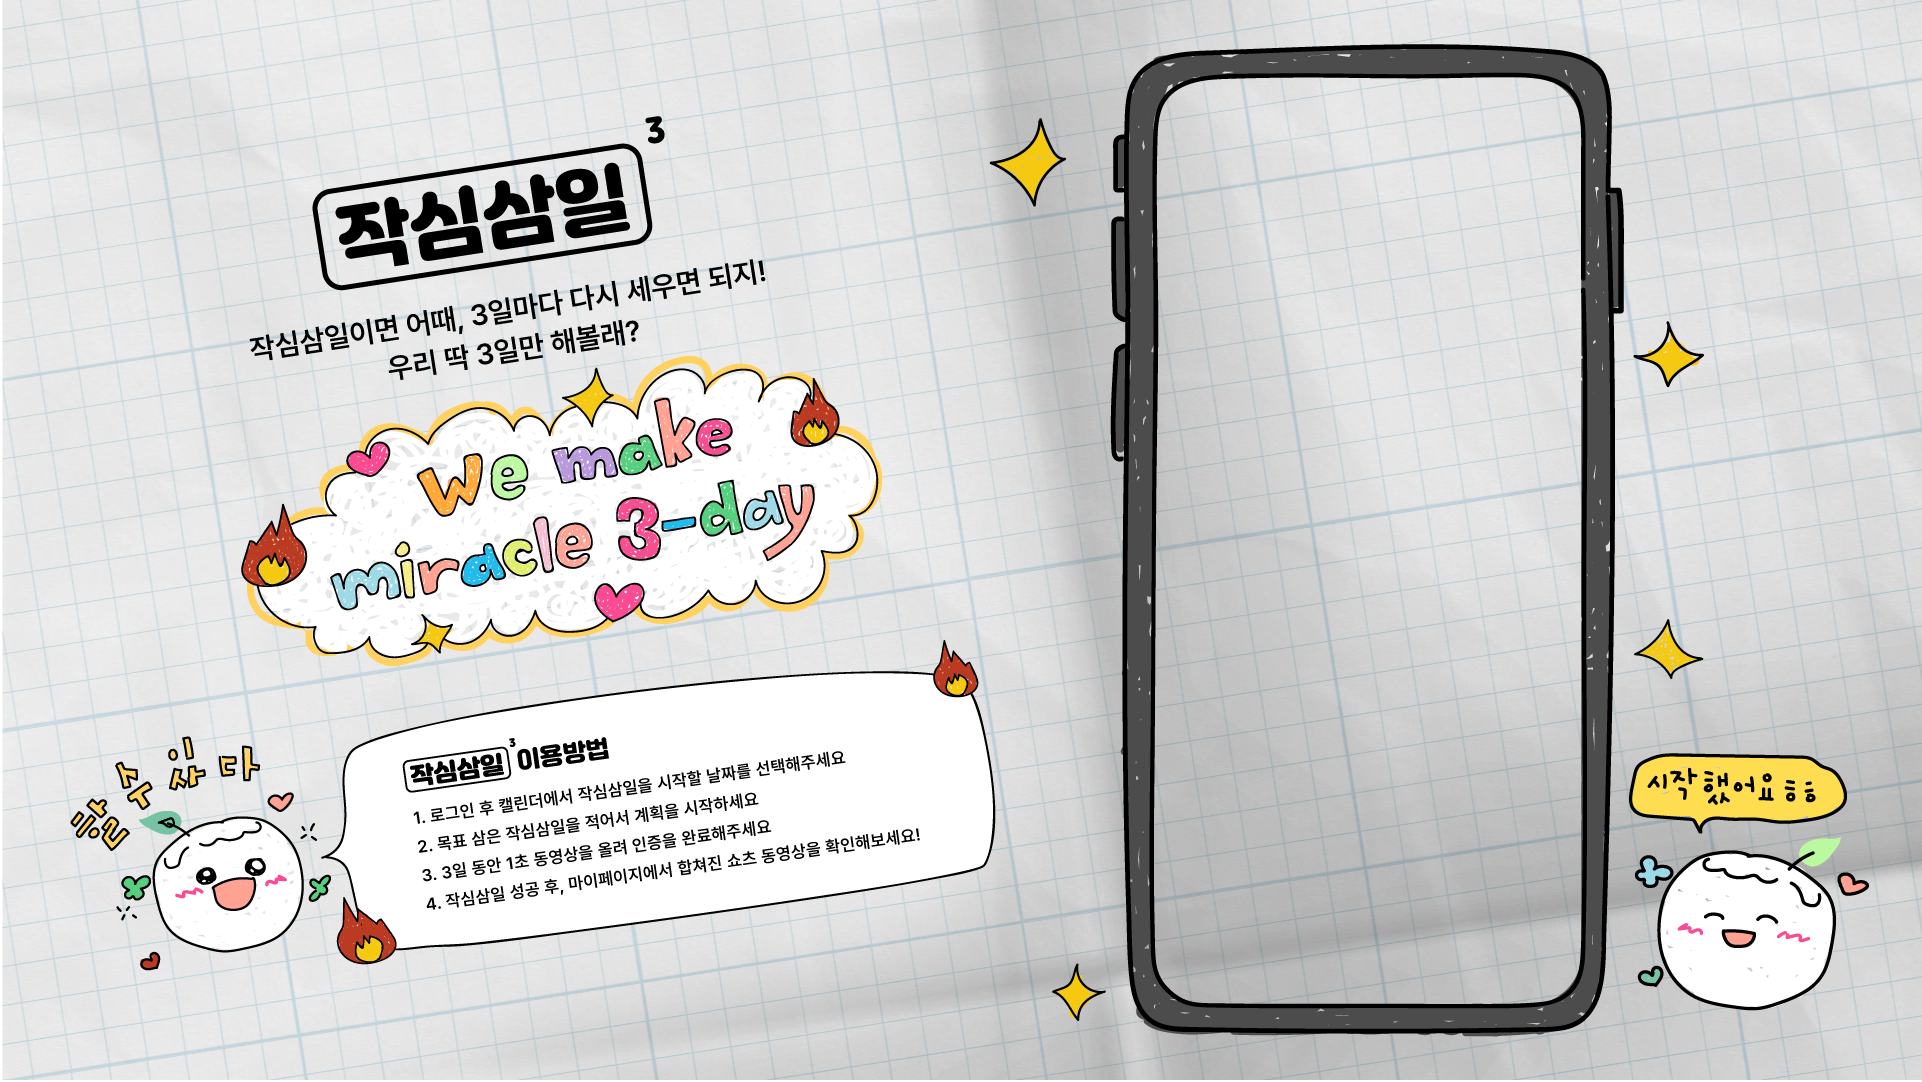 작심삼일 3
작심삼일이면 어때, 3일마다 다시 세우면 되지!
우리 딱 3일만 해볼래?
We make
miracle 3-day
할 수 있다
작심삼일 3 이용방법
1. 로그인 후 캘린더에서 작심삼일을 시작할 날짜를 선택해주세요
2. 목표 삼은 작심삼일을 적어서 계획을 시작하세요
3. 3일 동안 1초 동영상을 올려 인증을 완료해주세요
4. 작심삼일 성공 후, 마이페이지에서 합쳐진 쇼츠 동영상을 확인해보세요!
시작했어요 ㅎㅎ